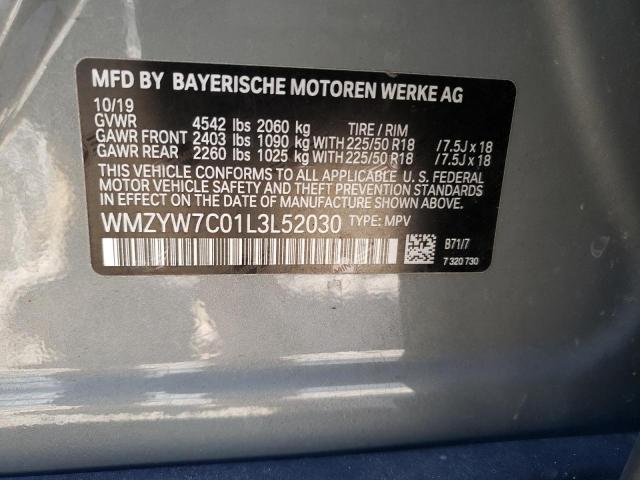 MFD BY BAYERISCHE MOTOREN WERKE AG
10/19
GVWR 4542 lbs 2060 kg TIRE / RIM
GAWR FRONT 2403 lbs 1090 kg WITH 225/50 R18 /7.5J x 18
GAWR REAR 2260 lbs 1025 kg WITH 225/50 R18 /7.5J x 18
THIS VEHICLE CONFORMS TO ALL APPLICABLE U. S. FEDERAL
MOTOR VEHICLE SAFETY AND THEFT PREVENTION STANDARDS
IN EFFECT ON THE DATE OF MANUFACTURE SHOWN ABOVE.
WMZYW7C01L3L52030 TYPE: MPV
B71/7
7 320 730